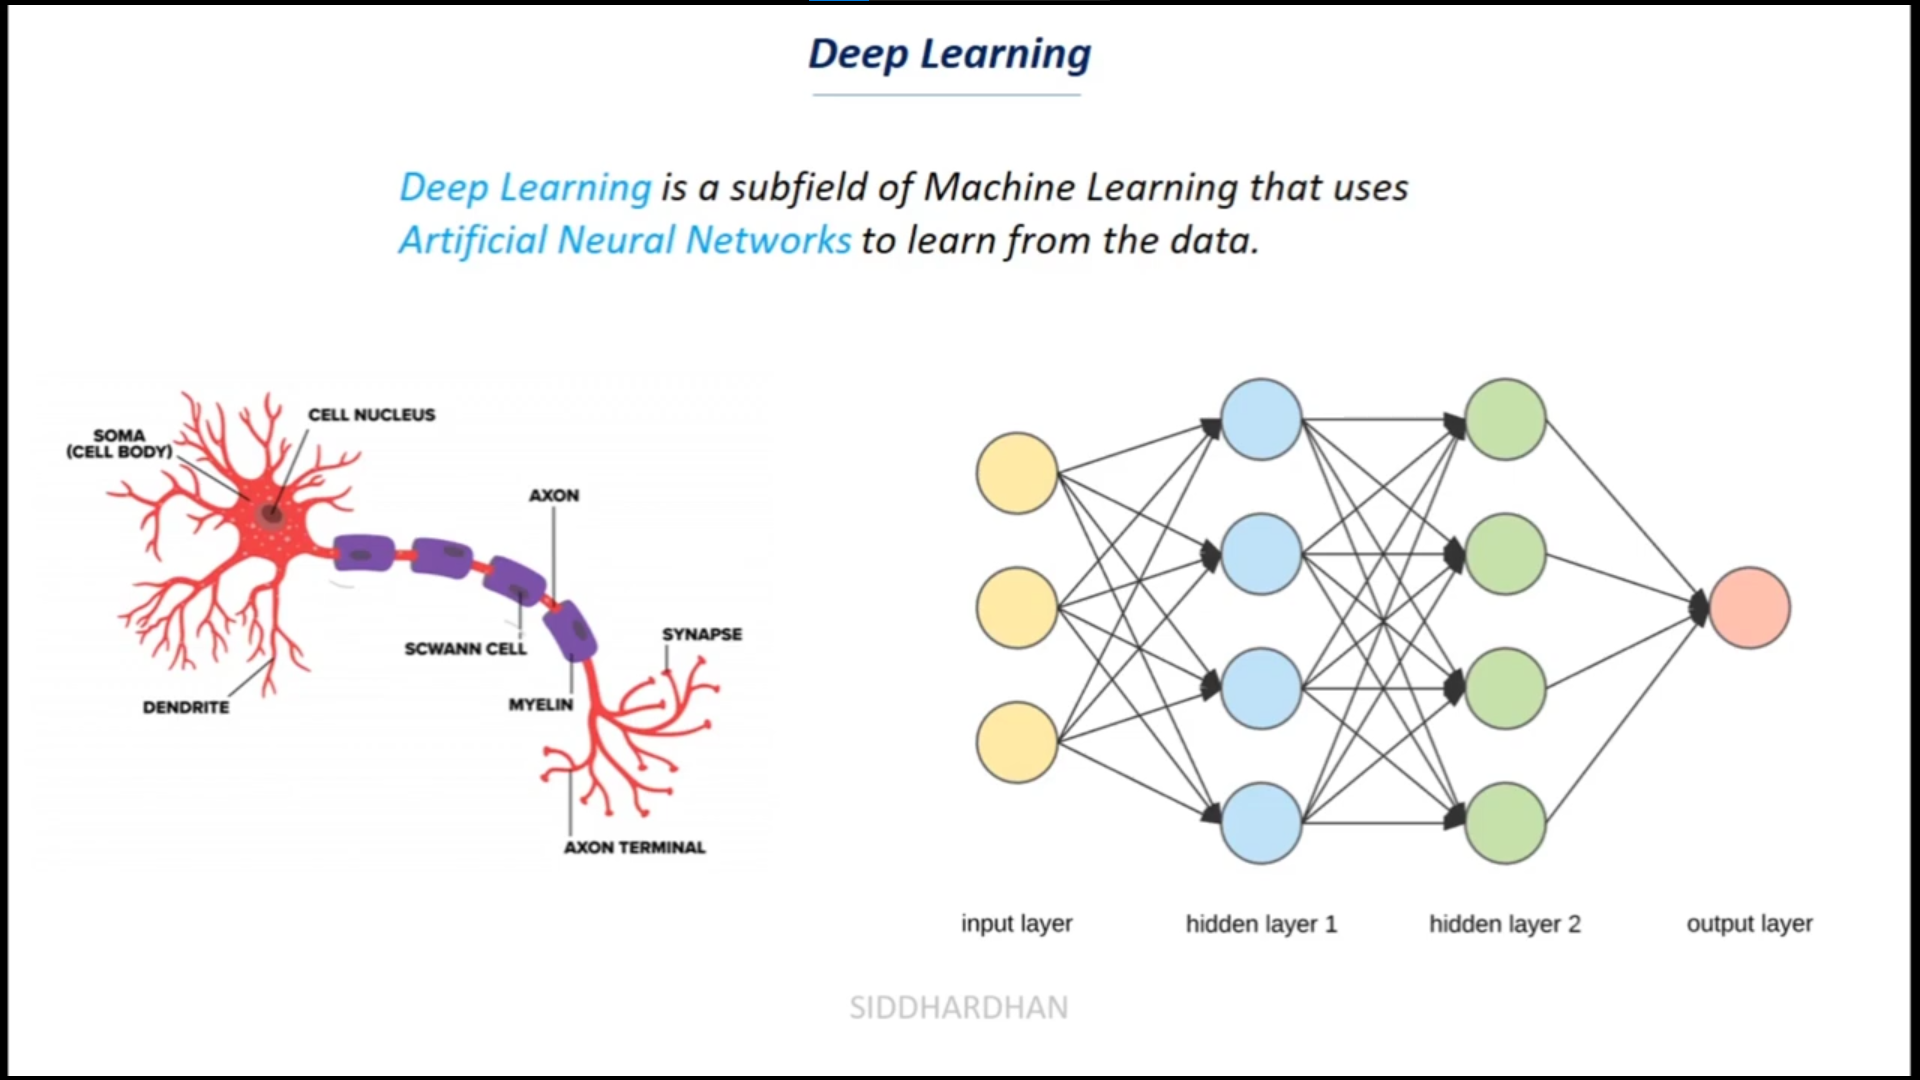 Deep Learning
Deep Learning is a subfield of Machine Learning that uses
Artificial Neural Networks to learn from the data.
CELL NUCLEUS
SOMA
(CELL BODY)
AXON
SCWANN CELL
SYNAPSE
DENDRITE
MYELIN
AXON TERMINAL
input layer
hidden layer 1
hidden layer 2
output layer
SIDDHARDHAN